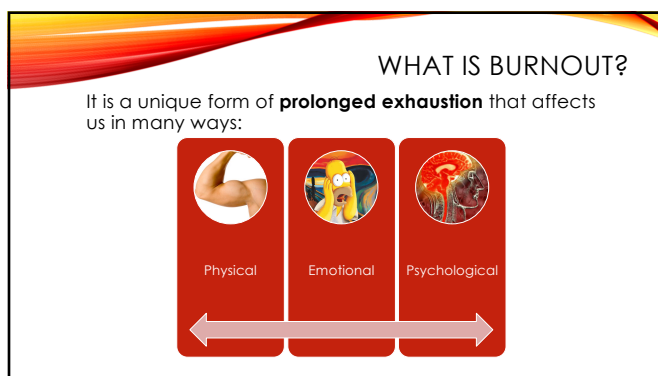 WHAT IS BURNOUT?
It is a unique form of prolonged exhaustion that affects
us in many ways:
Physical
Emotional
Psychological